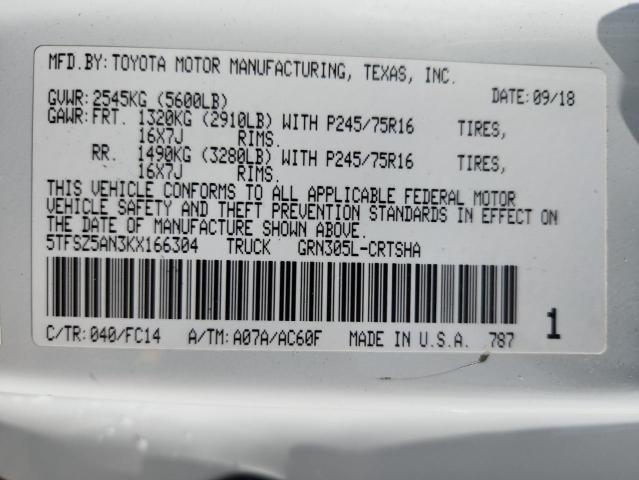 MFD.BY: TOYOTA MOTOR MANUFACTURING, TEXAS, INC.
GVWR: 2545KG (5600LB) DATE: 09/18
GAWR: FRT. 1320KG (2910LB) WITH P245/75R16 TIRES,
16X7J RIMS.
RR. 1490KG (3280LB) WITH P245/75R16 TIRES,
16X7J RIMS.
THIS VEHICLE CONFORMS TO ALL APPLICABLE FEDERAL MOTOR
VEHICLE SAFETY AND THEFT PREVENTION STANDARDS IN EFFECT ON
THE DATE OF MANUFACTURE SHOWN ABOVE.
5TFSZ5AN3KX166304 TRUCK GRN305L-CRTSHA
1
C/TR: 040/FC14 A/TM: A07A/AC60F MADE IN U.S.A. 787